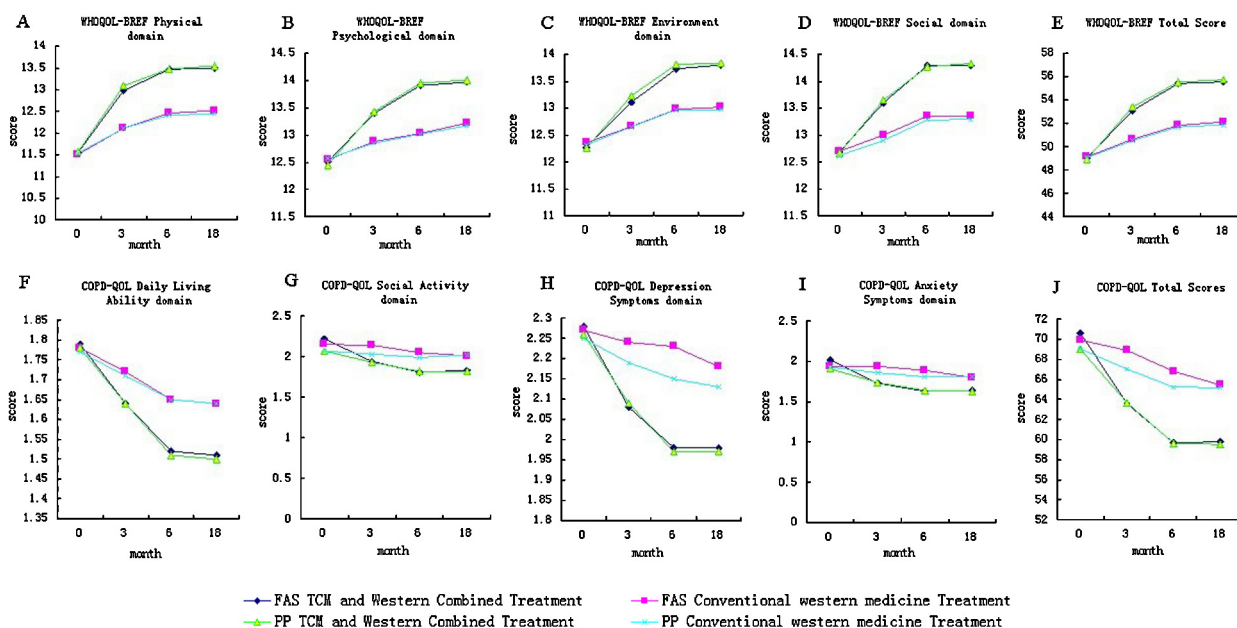 A
WHOQOL-BREF Physical
domain
14
13.5
13
12.5
12
11.5
11
10.5
10
score
0 3 6 18
month
B
WHOQOL-BREF
Psychological domain
14.5
14
13.5
13
12.5
12
11.5
score
0 3 6 18
month
C
WHOQOL-BREF Environment
domain
14
13.5
13
12.5
12
11.5
11
score
0 3 6 18
month
D
WHOQOL-BREF Social domain
14.5
14
13.5
13
12.5
12
11.5
score
0 3 6 18
month
E
WHOQOL-BREF Total Score
58
56
54
52
50
48
46
44
score
0 3 6 18
month
F
COPD-QOL Daily Living
Ability domain
1.85
1.8
1.75
1.7
1.65
1.6
1.55
1.5
1.45
1.4
1.35
score
0 3 6 18
month
G
COPD-QOL Social Activity
domain
2.5
2
1.5
1
0.5
0
score
0 3 6 18
month
H
COPD-QOL Depression
Symptoms domain
2.3
2.25
2.2
2.15
2.1
2.05
2
1.95
1.9
1.85
1.8
score
0 3 6 18
month
I
COPD-QOL Anxiety
Symptoms domain
2.5
2
1.5
1
0.5
0
score
0 3 6 18
month
J
COPD-QOL Total Scores
72
70
68
66
64
62
60
58
56
54
52
score
0 3 6 18
month
FAS TCM and Western Combined Treatment
FAS Conventional western medicine Treatment
PP TCM and Western Combined Treatment
PP Conventional western medicine Treatment